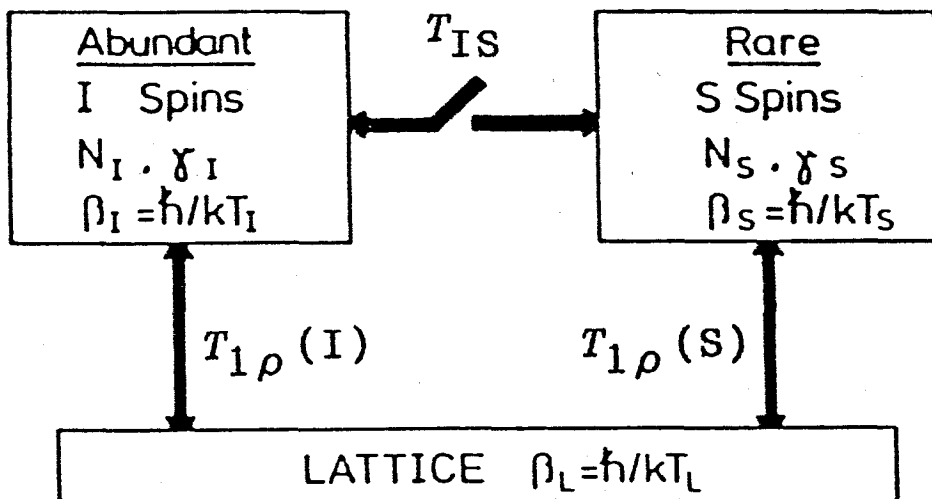 Abundant
I Spins
N_I . γ_I
β_I = ħ/kT_I
T_IS
Rare
S Spins
N_S . γ_S
β_S = ħ/kT_S
T_1ρ (I)
T_1ρ (S)
LATTICE β_L = ħ/kT_L